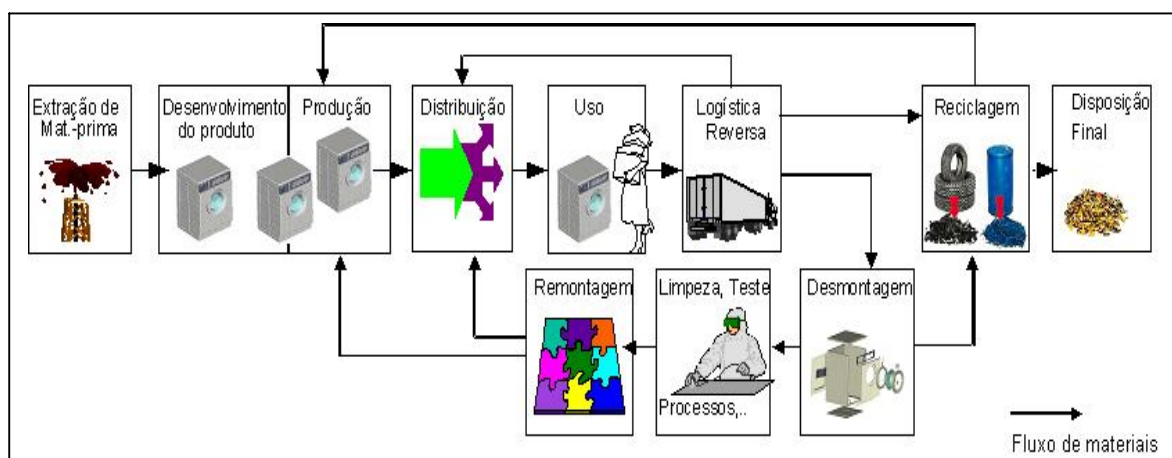 Extração de
Mat.-prima
Desenvolvimento
do produto
Produção
Distribuição
Uso
Logística
Reversa
Reciclagem
Disposição
Final
Remontagem
Limpeza, Teste
Processos,..
Desmontagem
Fluxo de materiais